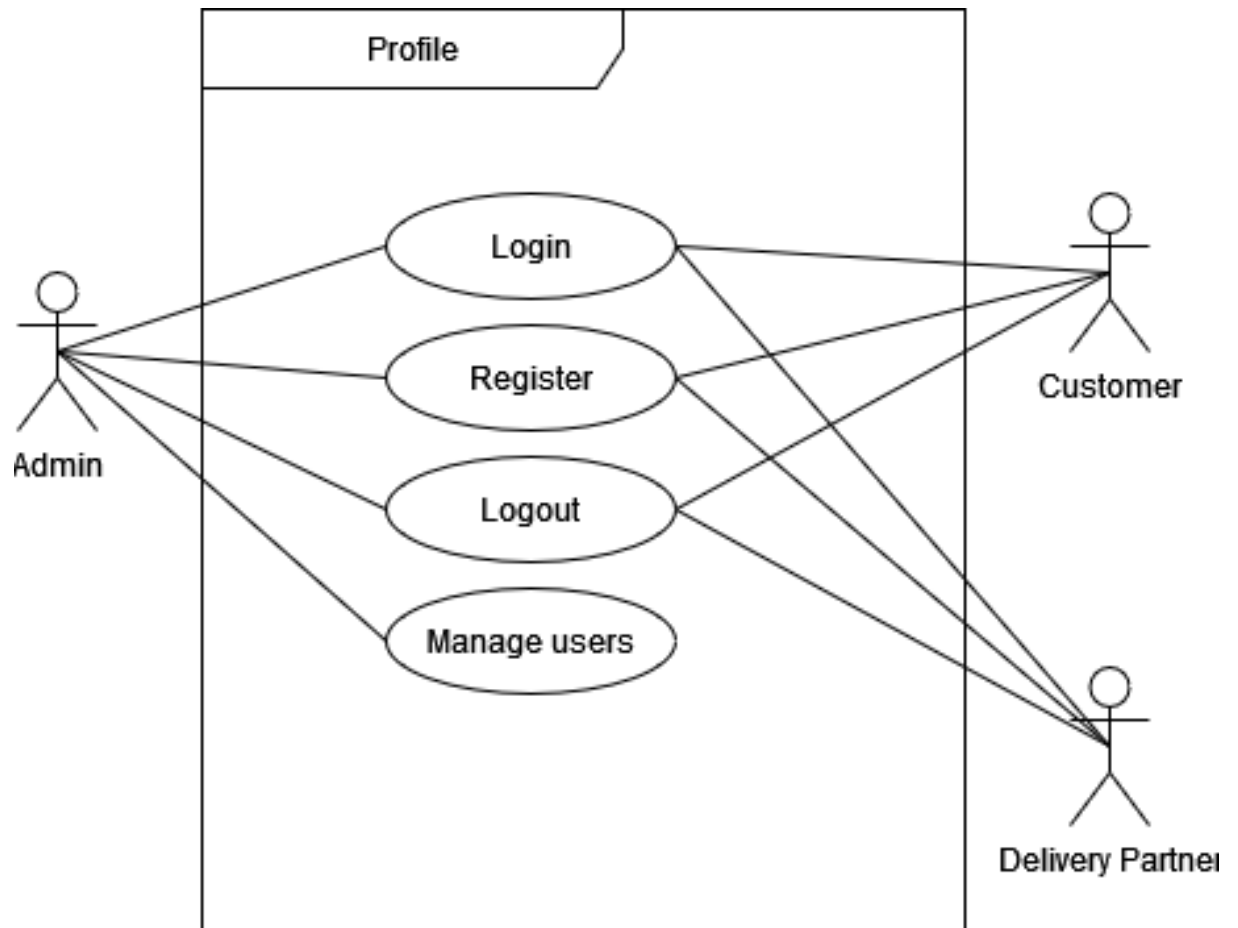 Profile
Login
Register
Logout
Manage users
Admin
Customer
Delivery Partner